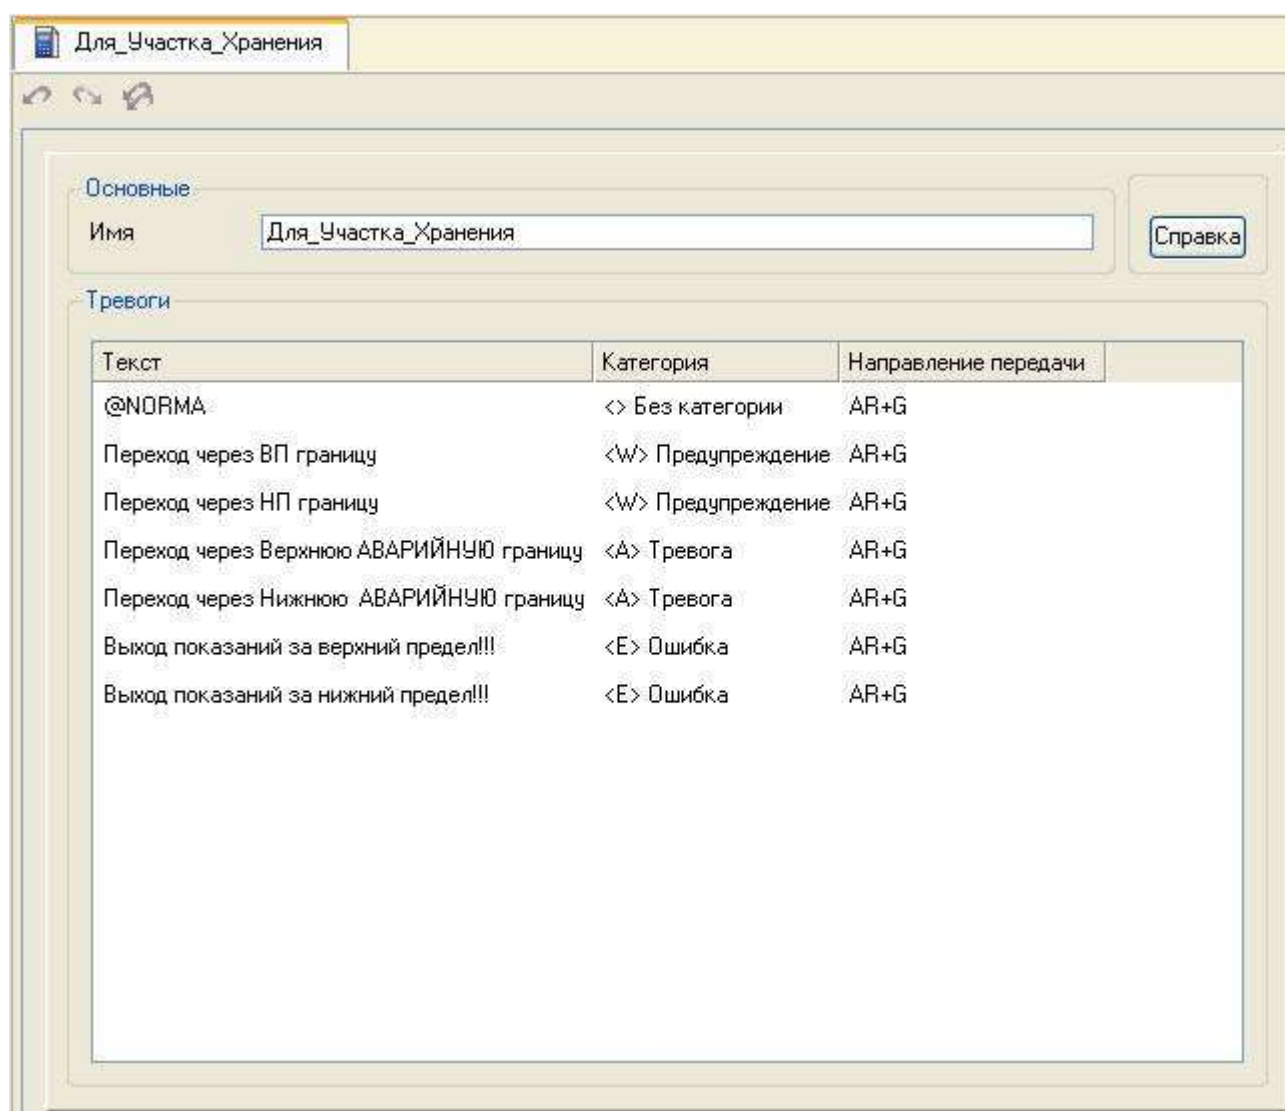 Для_Участка_Хранения
Основные
Имя Для_Участка_Хранения Справка
Тревоги
Текст Категория Направление передачи
@NORMA <> Без категории AR+G
Переход через ВП границу <W> Предупреждение AR+G
Переход через НП границу <W> Предупреждение AR+G
Переход через Верхнюю АВАРИЙНУЮ границу <A> Тревога AR+G
Переход через Нижнюю АВАРИЙНУЮ границу <A> Тревога AR+G
Выход показаний за верхний предел!!! <E> Ошибка AR+G
Выход показаний за нижний предел!!! <E> Ошибка AR+G